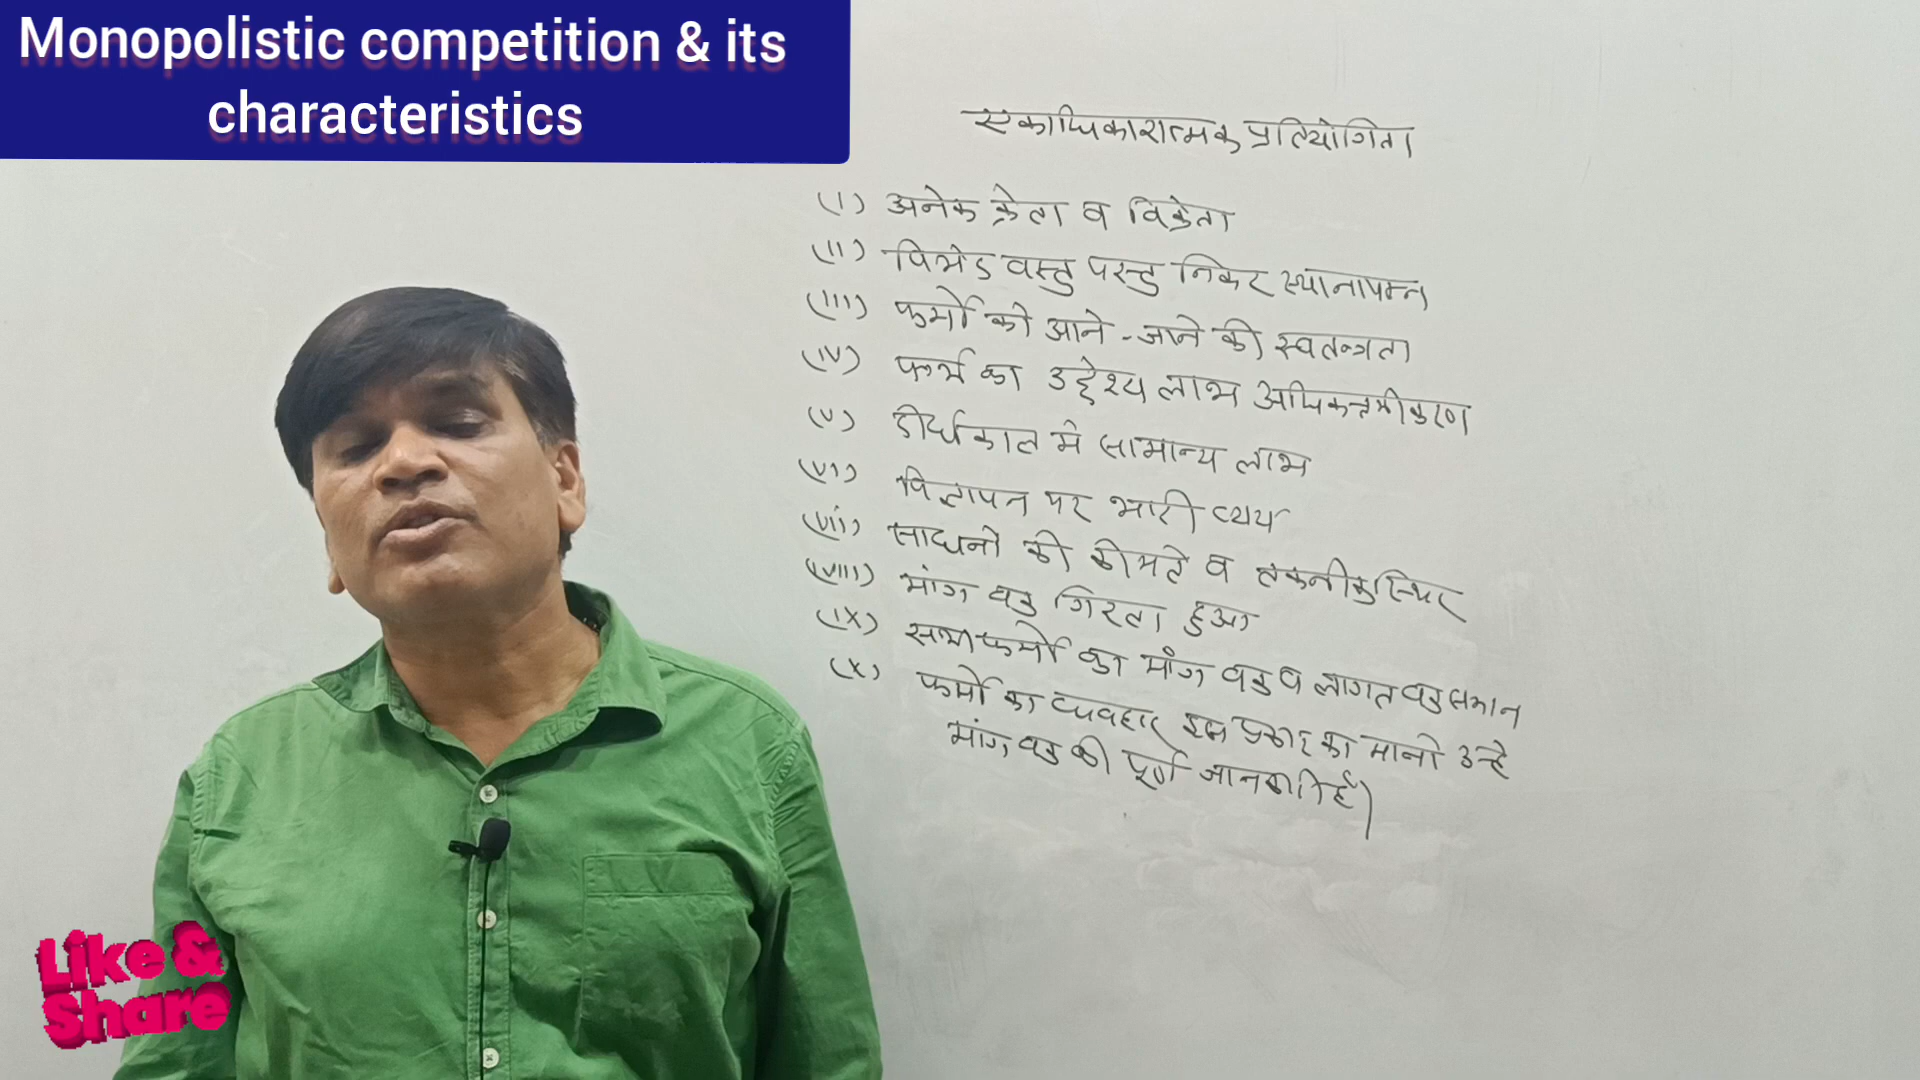 Monopolistic competition & its
characteristics
एकाधिकारात्मक प्रतियोगिता
(I) अनेक क्रेता व विक्रेता
(II) विभेड वस्तु परन्तु निकट स्थानापन्न
(III) फर्मो को आने-जाने की स्वतन्त्रता
(IV) फर्म का उद्देश्य लाभ अधिकतमीकरण
(V) दीर्घकाल मे सामान्य लाभ
(VI) विज्ञापन पर भारी व्यय
(VII) साधनो की कीमते व तकनीक स्थिर
(VIII) मांग वक्र गिरता हुआ
(IX) सभी फर्मो का मांग वक्र व लागत वक्र समान
(X) फर्मो का व्यवहार इस प्रकार का मानो उन्हे
मांग वक्र की पूर्ण जानकारी है।
Like &
Share